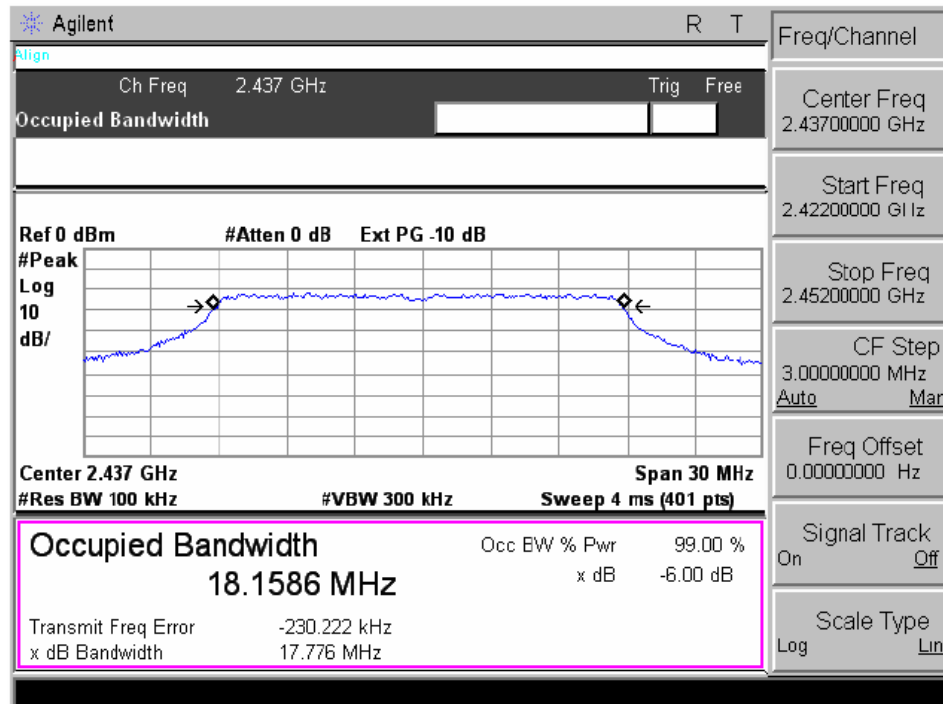 Agilent R T
Align
Ch Freq 2.437 GHz Trig Free
Occupied Bandwidth
Ref 0 dBm #Atten 0 dB Ext PG -10 dB
#Peak
Log
10
dB/
Center 2.437 GHz Span 30 MHz
#Res BW 100 kHz #VBW 300 kHz Sweep 4 ms (401 pts)
Occupied Bandwidth
18.1586 MHz
Occ BW % Pwr 99.00 %
x dB -6.00 dB
Transmit Freq Error -230.222 kHz
x dB Bandwidth 17.776 MHz
Freq/Channel
Center Freq
2.43700000 GHz
Start Freq
2.42200000 GHz
Stop Freq
2.45200000 GHz
CF Step
3.00000000 MHz
Auto Man
Freq Offset
0.00000000 Hz
Signal Track
On Off
Scale Type
Log Lin